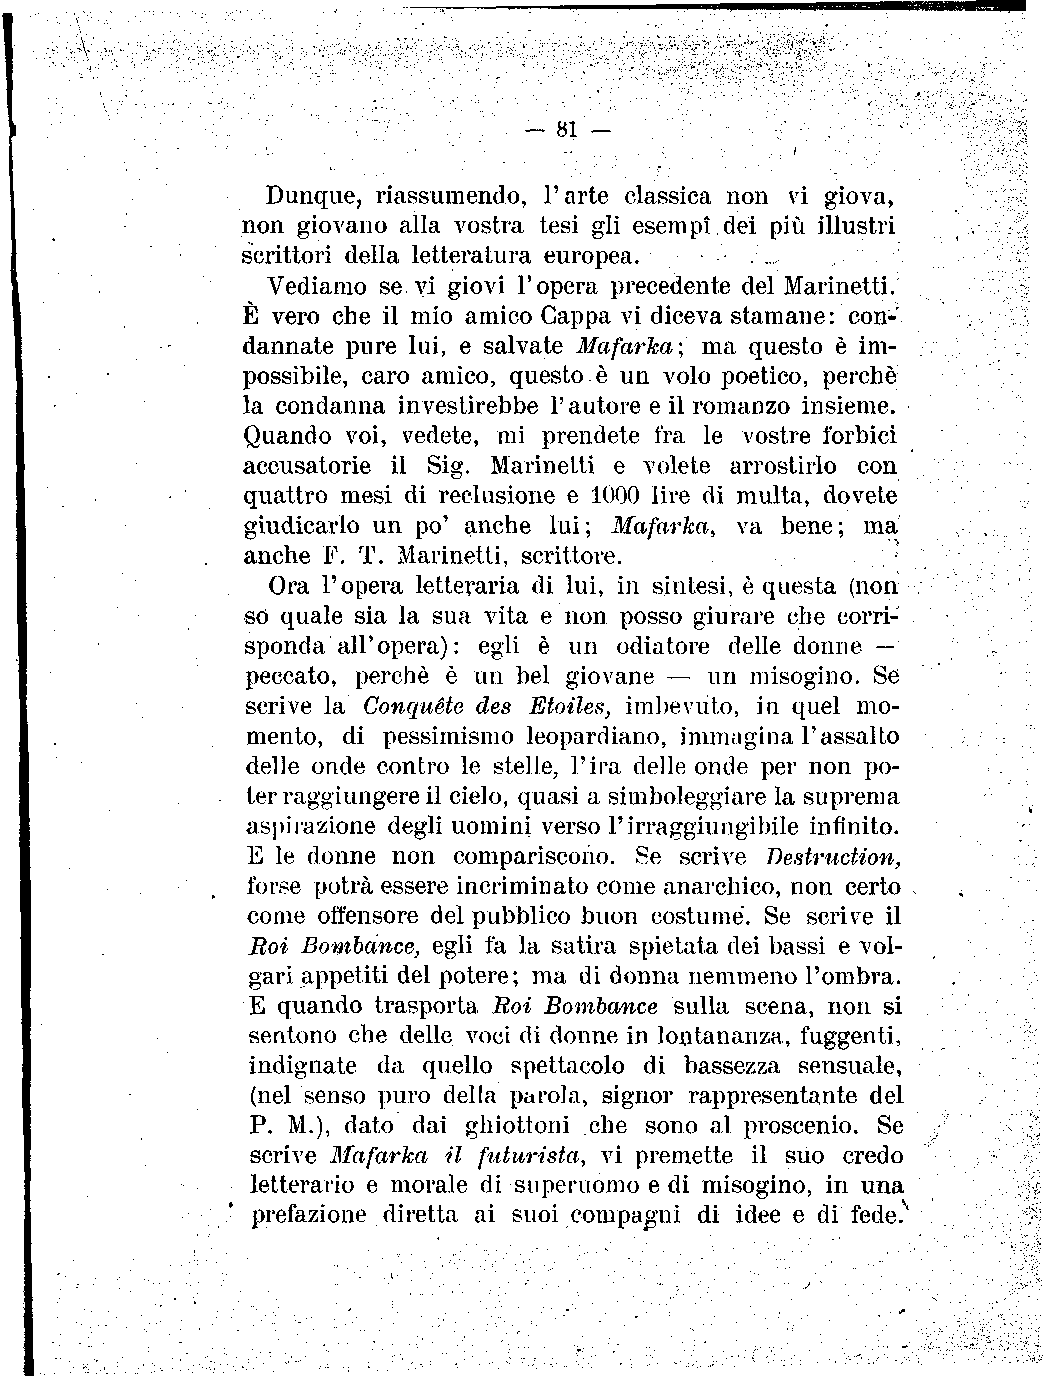 — 81 —
Dunque, riassumendo, l'arte classica non vi giova,
non giovano alla vostra tesi gli esempî dei più illustri
scrittori della letteratura europea.
Vediamo se vi giovi l'opera precedente del Marinetti.
È vero che il mio amico Cappa vi diceva stamane: con-
dannate pure lui, e salvate Mafarka; ma questo è im-
possibile, caro amico, questo è un volo poetico, perchè
la condanna investirebbe l'autore e il romanzo insieme.
Quando voi, vedete, mi prendete fra le vostre forbici
accusatorie il Sig. Marinetti e volete arrostirlo con
quattro mesi di reclusione e 1000 lire di multa, dovete
giudicarlo un po' anche lui; Mafarka, va bene; ma
anche F. T. Marinetti, scrittore.
Ora l'opera letteraria di lui, in sintesi, è questa (non
so quale sia la sua vita e non posso giurare che corri-
sponda all'opera): egli è un odiatore delle donne —
peccato, perchè è un bel giovane — un misogino. Se
scrive la Conquête des Etoiles, imbevuto, in quel mo-
mento, di pessimismo leopardiano, immagina l'assalto
delle onde contro le stelle, l'ira delle onde per non po-
ter raggiungere il cielo, quasi a simboleggiare la suprema
aspirazione degli uomini verso l'irraggiungibile infinito.
E le donne non compariscono. Se scrive Destruction,
forse potrà essere incriminato come anarchico, non certo
come offensore del pubblico buon costume. Se scrive il
Roi Bombance, egli fa la satira spietata dei bassi e vol-
gari appetiti del potere; ma di donna nemmeno l'ombra.
E quando trasporta Roi Bombance sulla scena, non si
sentono che delle voci di donne in lontananza, fuggenti,
indignate da quello spettacolo di bassezza sensuale,
(nel senso puro della parola, signor rappresentante del
P. M.), dato dai ghiottoni che sono al proscenio. Se
scrive Mafarka il futurista, vi premette il suo credo
letterario e morale di superuomo e di misogino, in una
prefazione diretta ai suoi compagni di idee e di fede.